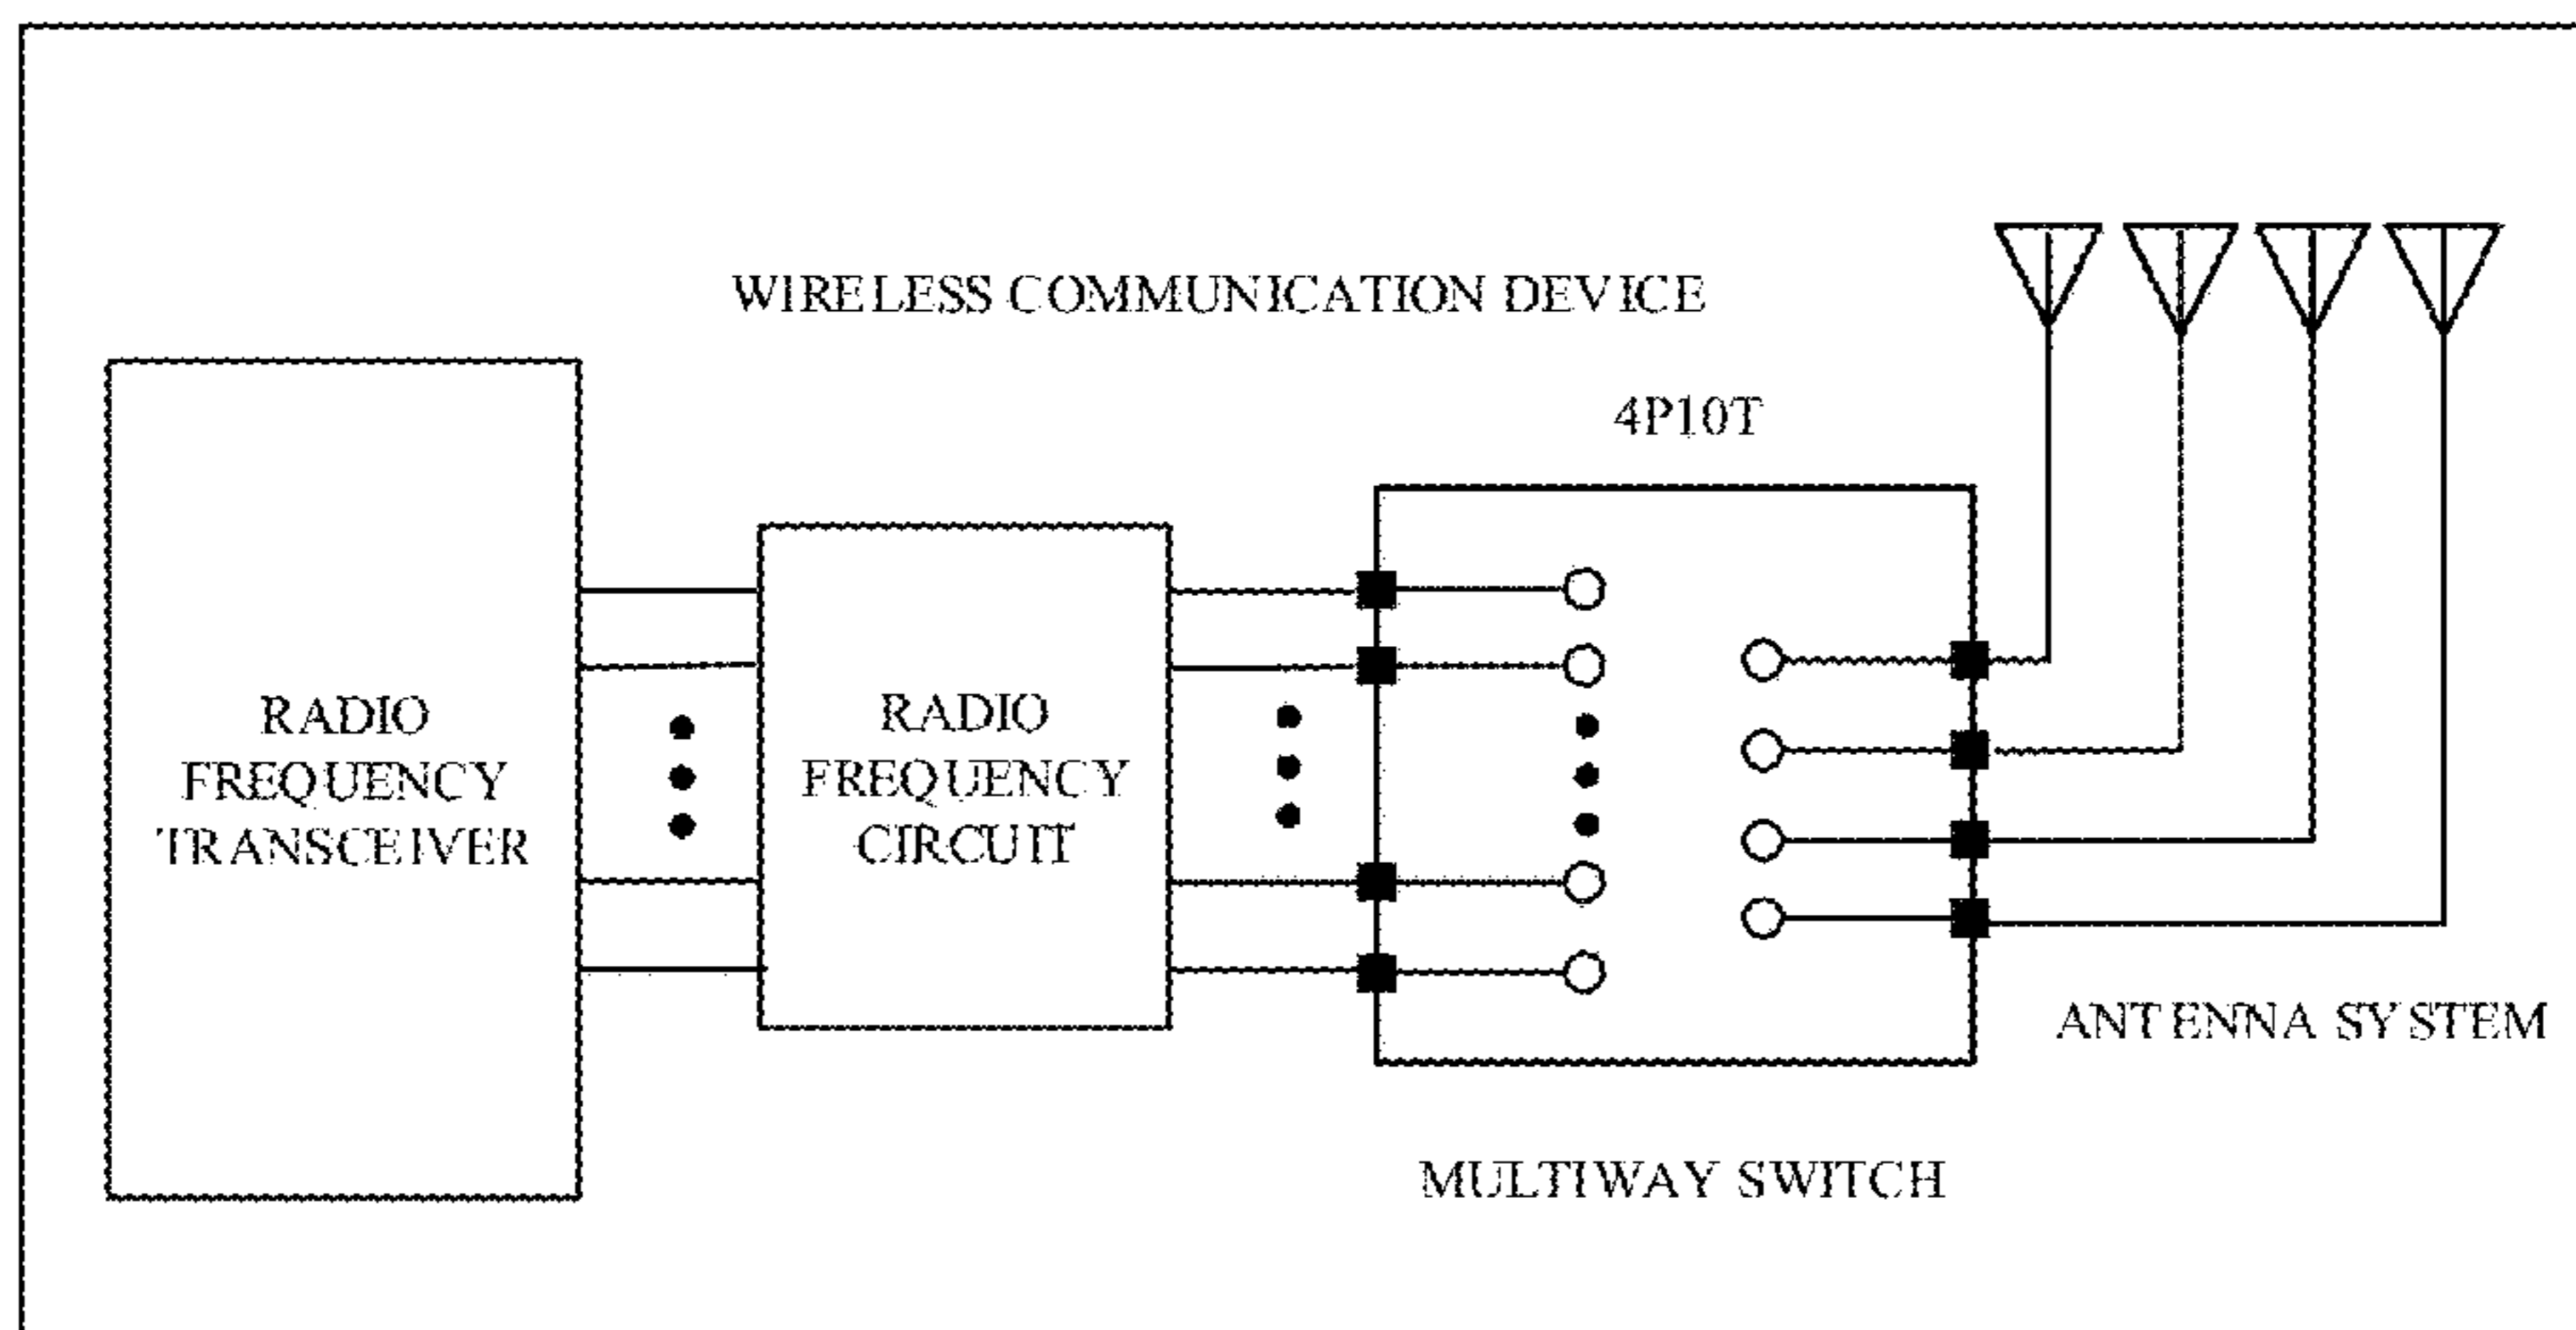 WIRELESS COMMUNICATION DEVICE
4P10T
RADIO
FREQUENCY
TRANSCEIVER
RADIO
FREQUENCY
CIRCUIT
ANTENNA SYSTEM
MULTIWAY SWITCH